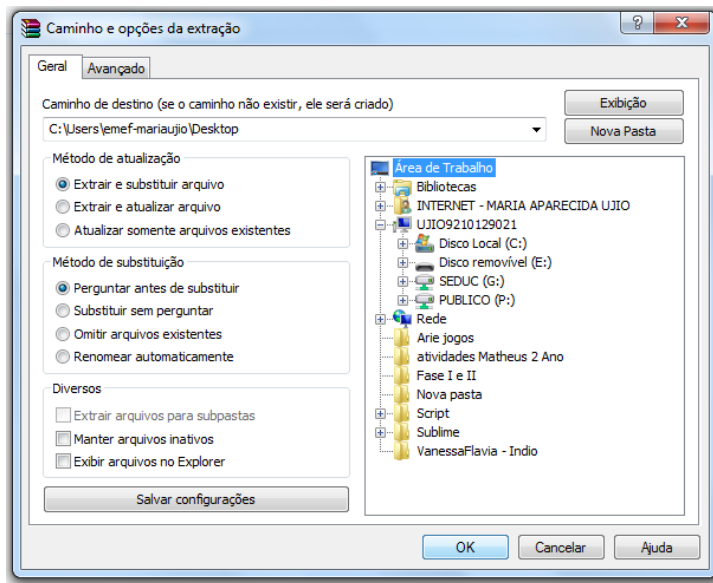 Caminho e opções da extração
Geral
Avançado
Caminho de destino (se o caminho não existir, ele será criado)
Exibição
C:\Users\emef-mariaujio\Desktop
Nova Pasta
Método de atualização
Extrair e substituir arquivo
Extrair e atualizar arquivo
Atualizar somente arquivos existentes
Método de substituição
Perguntar antes de substituir
Substituir sem perguntar
Omitir arquivos existentes
Renomear automaticamente
Diversos
Extrair arquivos para subpastas
Manter arquivos inativos
Exibir arquivos no Explorer
Salvar configurações
Área de Trabalho
Bibliotecas
INTERNET - MARIA APARECIDA UJIO
UJIO9210129021
Disco Local (C:)
Disco removível (E:)
SEDUC (G:)
PUBLICO (P:)
Rede
Arie jogos
atividades Matheus 2 Ano
Fase I e II
Nova pasta
Script
Sublime
VanessaFlavia - Indio
OK
Cancelar
Ajuda